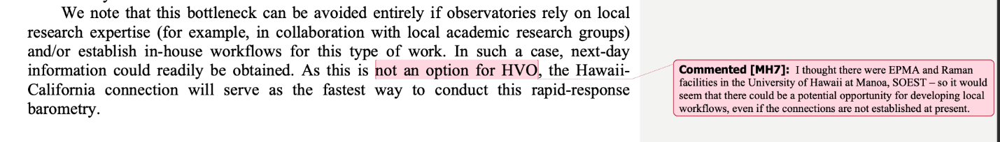 We note that this bottleneck can be avoided entirely if observatories rely on local
research expertise (for example, in collaboration with local academic research groups)
and/or establish in-house workflows for this type of work. In such a case, next-day
information could readily be obtained. As this is not an option for HVO, the Hawaii-
California connection will serve as the fastest way to conduct this rapid-response
barometry.
Commented [MH7]: I thought there were EPMA and Raman
facilities in the University of Hawaii at Manoa, SOEST – so it would
seem that there could be a potential opportunity for developing local
workflows, even if the connections are not established at present.